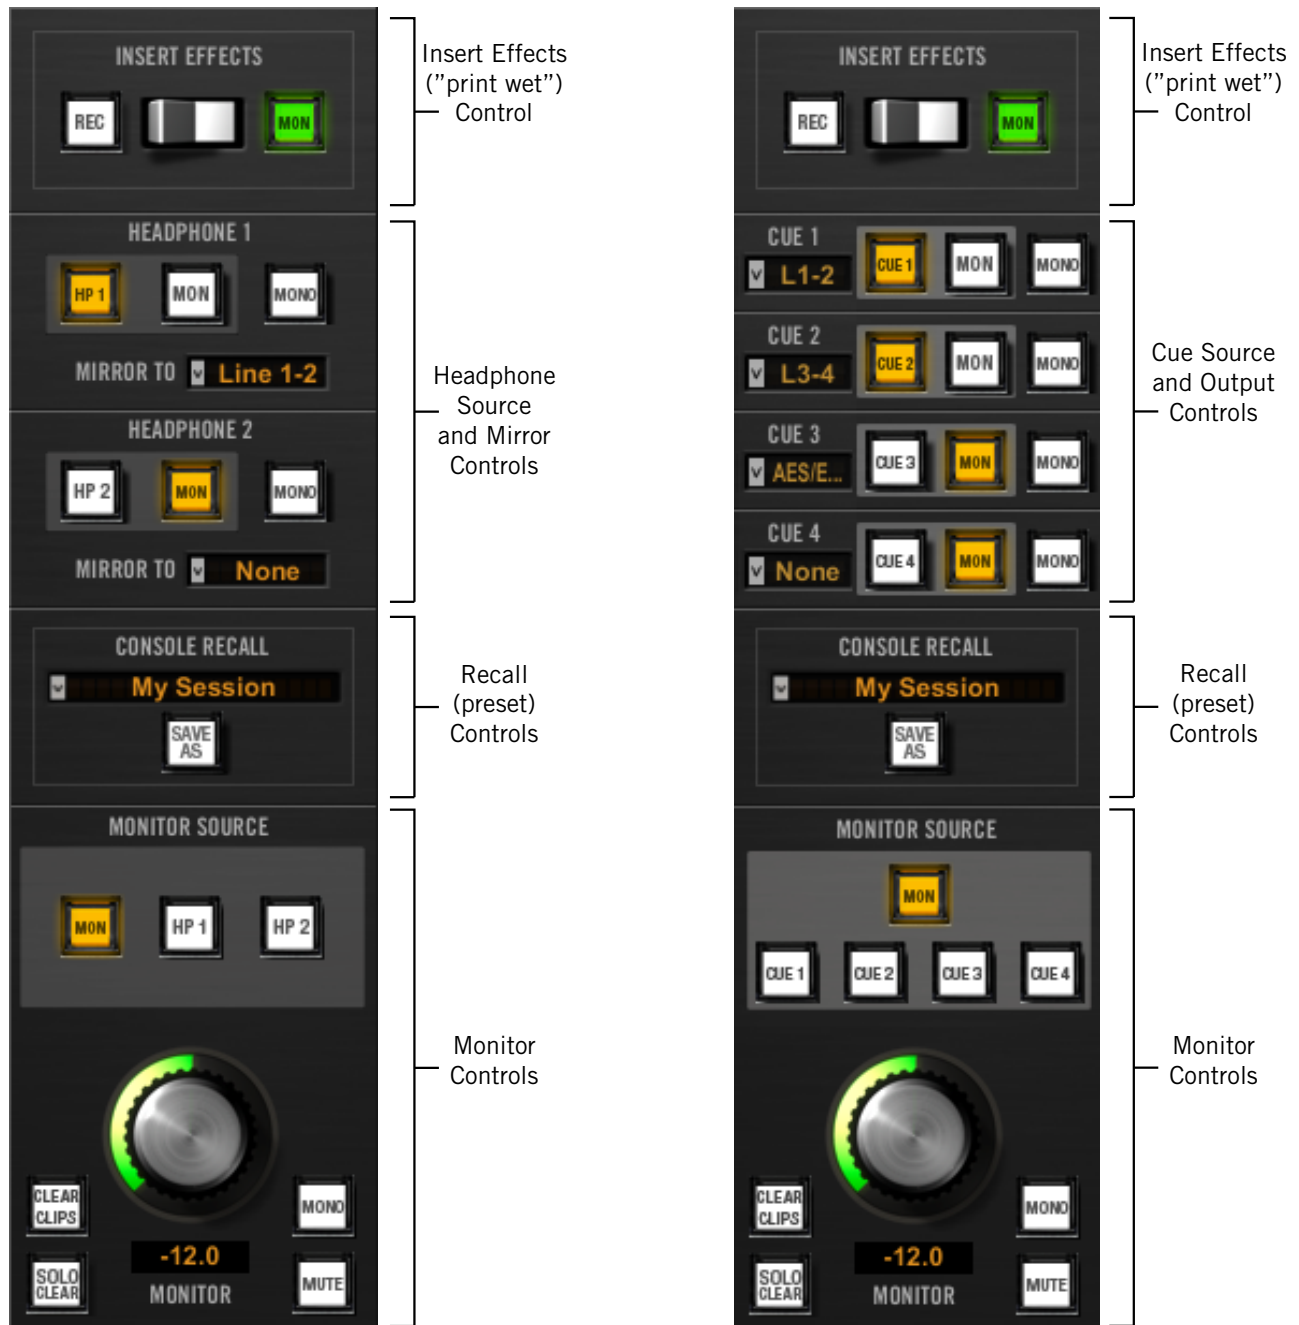 INSERT EFFECTS
REC
MON
Insert Effects
("print wet")
Control
HEADPHONE 1
HP 1
MON
MONO
MIRROR TO
Line 1-2
HEADPHONE 2
HP 2
MON
MONO
MIRROR TO
None
Headphone
Source
and Mirror
Controls
CONSOLE RECALL
My Session
SAVE
AS
Recall
(preset)
Controls
MONITOR SOURCE
MON
HP 1
HP 2
CLEAR
CLIPS
MONO
-12.0
SOLO
CLEAR
MONITOR
MUTE
Monitor
Controls
INSERT EFFECTS
REC
MON
Insert Effects
("print wet")
Control
CUE 1
L1-2
CUE 1
MON
MONO
CUE 2
L3-4
CUE 2
MON
MONO
CUE 3
AES/E...
CUE 3
MON
MONO
CUE 4
None
CUE 4
MON
MONO
Cue Source
and Output
Controls
CONSOLE RECALL
My Session
SAVE
AS
Recall
(preset)
Controls
MONITOR SOURCE
MON
CUE 1
CUE 2
CUE 3
CUE 4
CLEAR
CLIPS
MONO
-12.0
SOLO
CLEAR
MONITOR
MUTE
Monitor
Controls